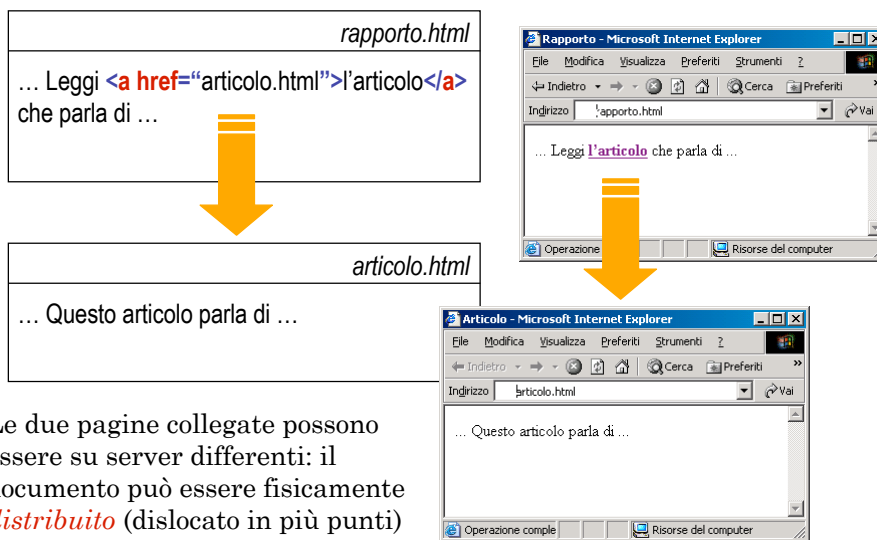 rapporto.html
… Leggi <a href=“articolo.html”>l’articolo</a>
che parla di …
articolo.html
… Questo articolo parla di …
Le due pagine collegate possono
essere su server differenti: il
documento può essere fisicamente
distribuito (dislocato in più punti)
Rapporto - Microsoft Internet Explorer
File Modifica Visualizza Preferiti Strumenti ?
Indietro Cerca Preferiti »
Indirizzo rapporto.html Vai
... Leggi l’articolo che parla di ...
Operazione Risorse del computer
Articolo - Microsoft Internet Explorer
File Modifica Visualizza Preferiti Strumenti ?
Indietro Cerca Preferiti »
Indirizzo articolo.html Vai
... Questo articolo parla di ...
Operazione comple Risorse del computer